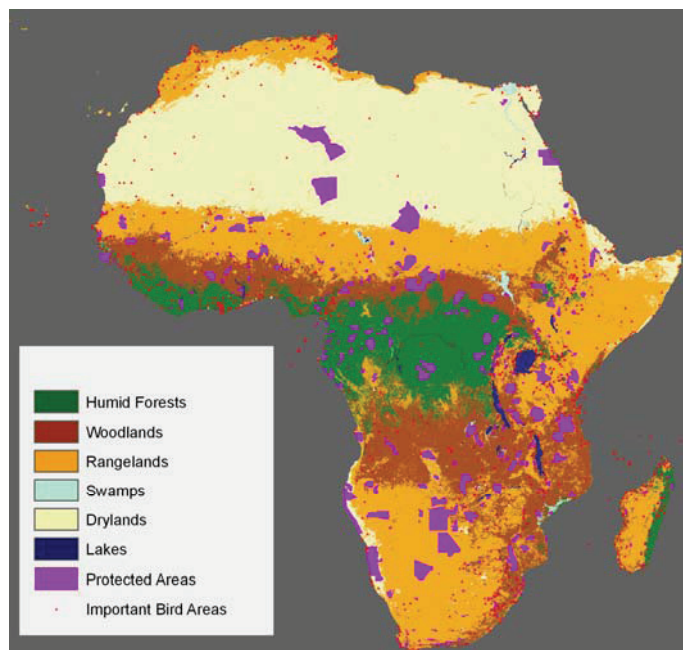 Humid Forests
Woodlands
Rangelands
Swamps
Drylands
Lakes
Protected Areas
Important Bird Areas